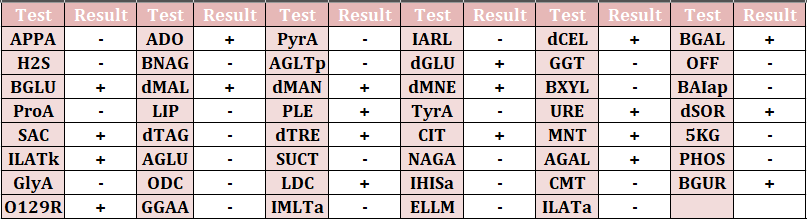 Test Result Test Result Test Result Test Result Test Result Test Result
APPA - ADO + PyrA - IARL - dCEL + BGAL +
H2S - BNAG - AGLTp - dGLU + GGT - OFF -
BGLU + dMAL + dMAN + dMNE + BXYL + BAIap -
ProA - LIP - PLE + TyrA - URE + dSOR +
SAC + dTAG - dTRE + CIT + MNT + 5KG -
ILATk + AGLU - SUCT - NAGA - AGAL + PHOS -
GlyA - ODC - LDC + IHISa - CMT - BGUR +
O129R + GGAA - IMLTa - ELLM - ILATa -